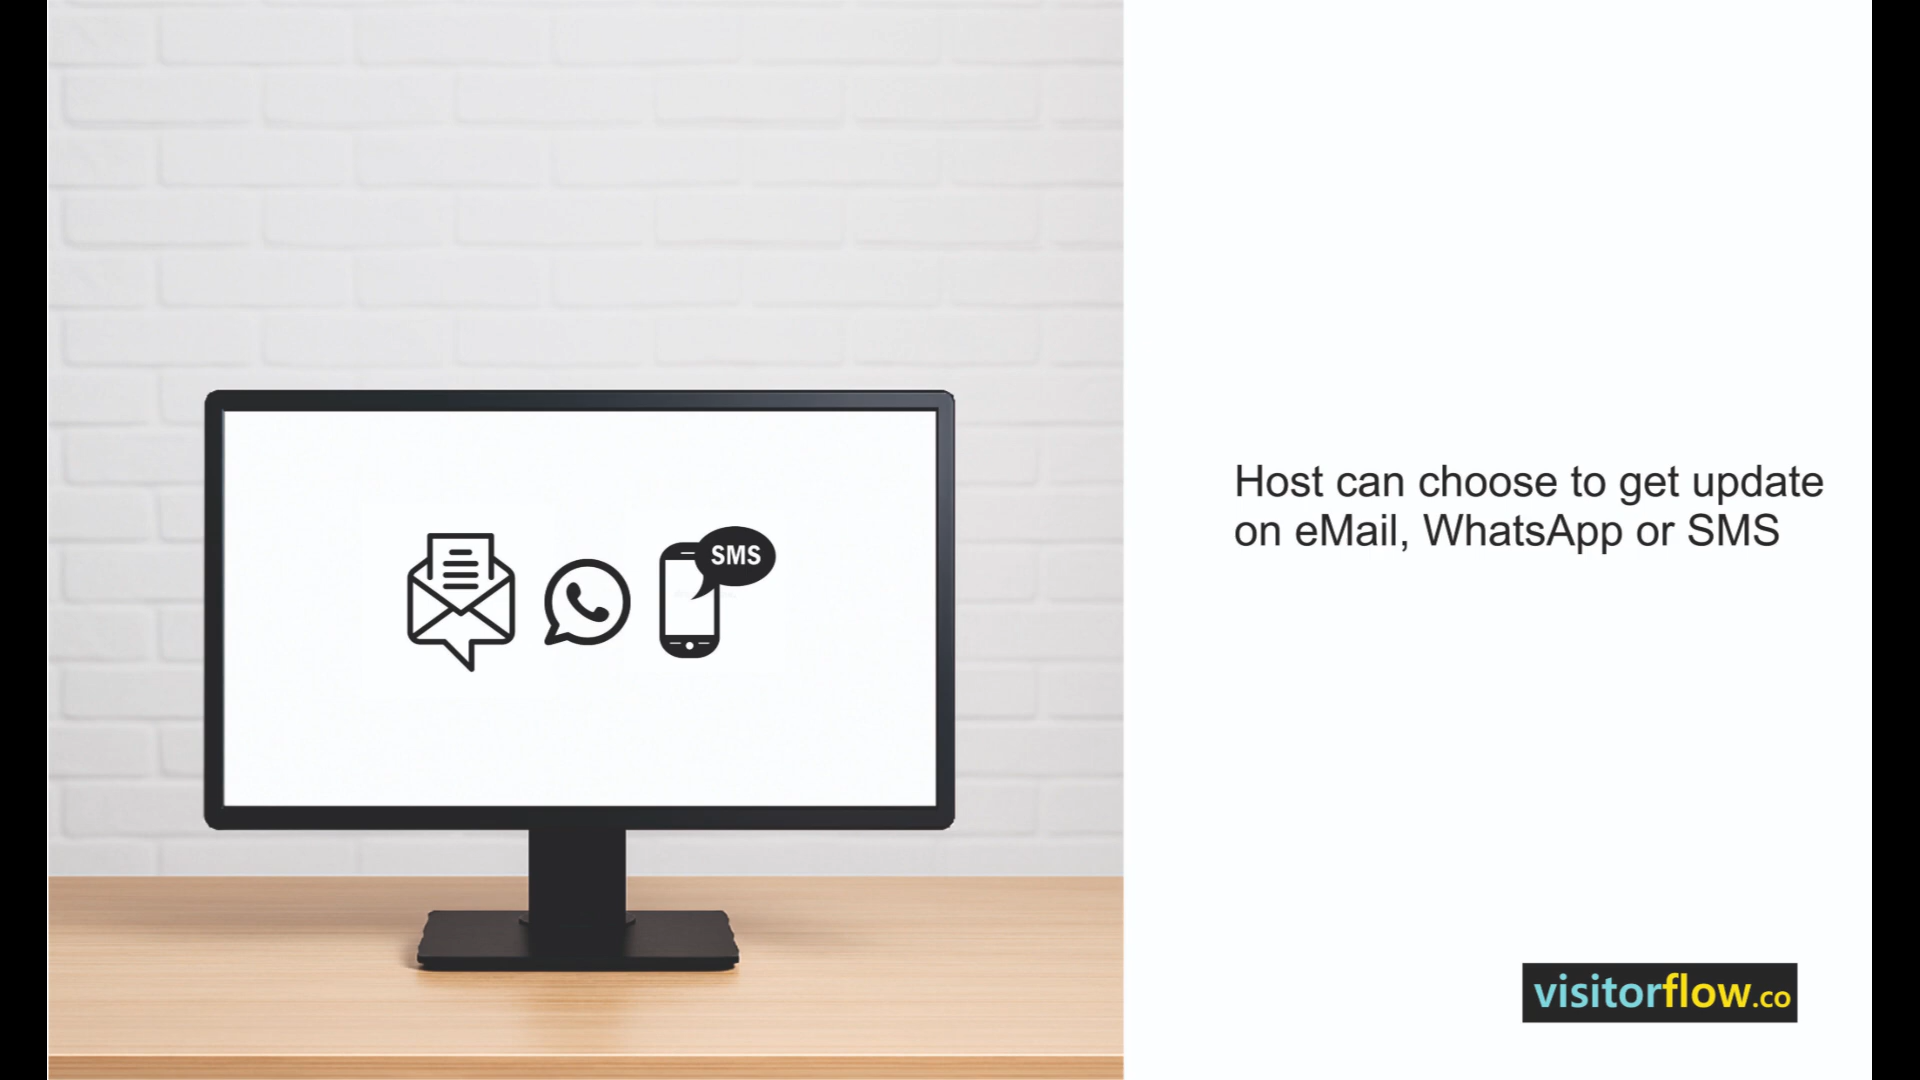 SMS
Host can choose to get update
on eMail, WhatsApp or SMS
visitorflow.co